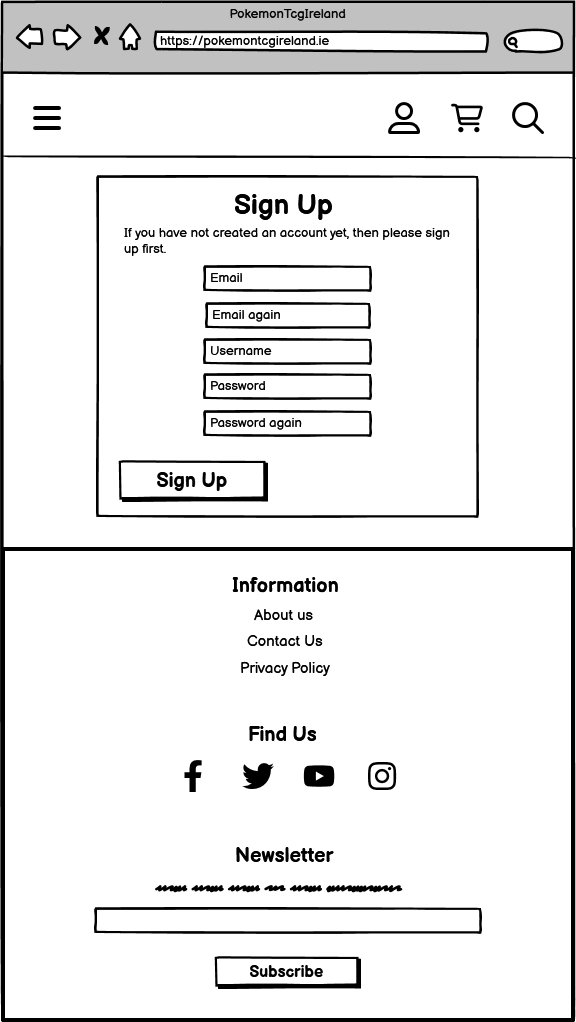 PokemonTcgIreland
https://pokemontcgireland.ie
Sign Up
If you have not created an account yet, then please sign
up first.
Email
Email again
Username
Password
Password again
Sign Up
Information
About us
Contact Us
Privacy Policy
Find Us
Newsletter
Subscribe